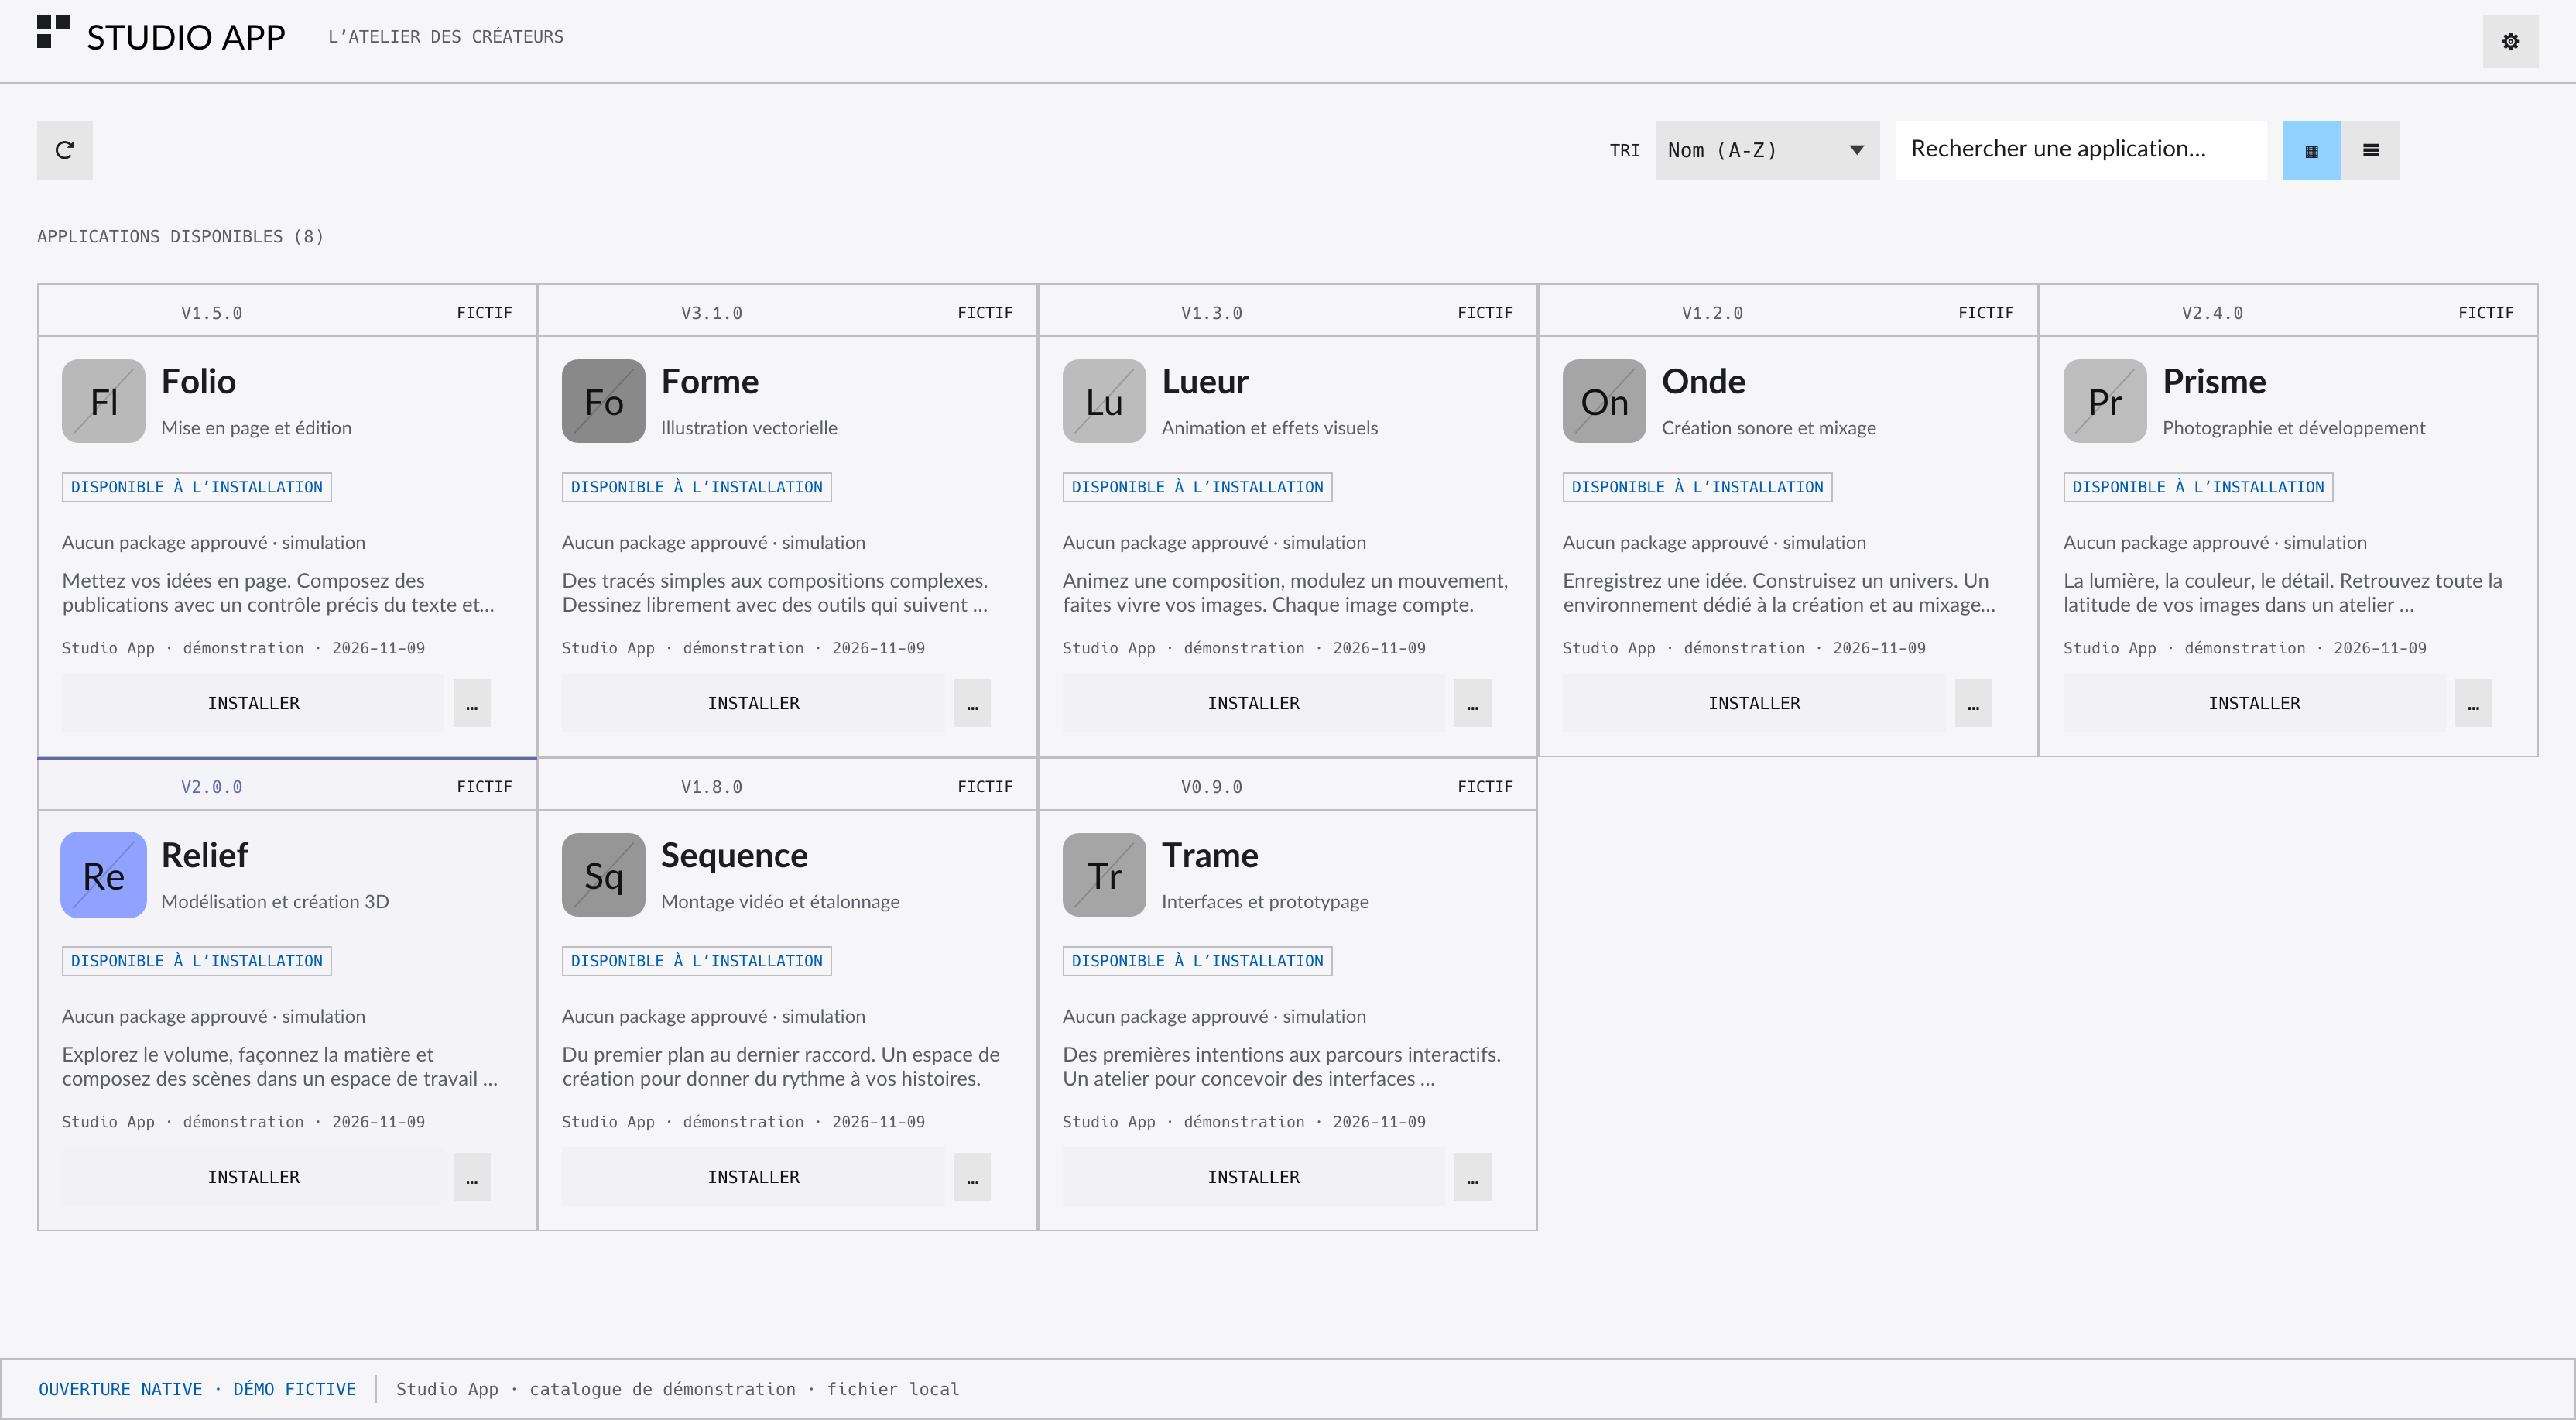 STUDIO APP
L’ATELIER DES CRÉATEURS
TRI
Nom (A-Z)
Rechercher une application...
APPLICATIONS DISPONIBLES (8)
V1.5.0
FICTIF
Fl
Folio
Mise en page et édition
DISPONIBLE À L’INSTALLATION
Aucun package approuvé · simulation
Mettez vos idées en page. Composez des
publications avec un contrôle précis du texte et...
Studio App · démonstration · 2026-11-09
INSTALLER
...
V3.1.0
FICTIF
Fo
Forme
Illustration vectorielle
DISPONIBLE À L’INSTALLATION
Aucun package approuvé · simulation
Des tracés simples aux compositions complexes.
Dessinez librement avec des outils qui suivent ...
Studio App · démonstration · 2026-11-09
INSTALLER
...
V1.3.0
FICTIF
Lu
Lueur
Animation et effets visuels
DISPONIBLE À L’INSTALLATION
Aucun package approuvé · simulation
Animez une composition, modulez un mouvement,
faites vivre vos images. Chaque image compte.
Studio App · démonstration · 2026-11-09
INSTALLER
...
V1.2.0
FICTIF
On
Onde
Création sonore et mixage
DISPONIBLE À L’INSTALLATION
Aucun package approuvé · simulation
Enregistrez une idée. Construisez un univers. Un
environnement dédié à la création et au mixage...
Studio App · démonstration · 2026-11-09
INSTALLER
...
V2.4.0
FICTIF
Pr
Prisme
Photographie et développement
DISPONIBLE À L’INSTALLATION
Aucun package approuvé · simulation
La lumière, la couleur, le détail. Retrouvez toute la
latitude de vos images dans un atelier ...
Studio App · démonstration · 2026-11-09
INSTALLER
...
V2.0.0
FICTIF
Re
Relief
Modélisation et création 3D
DISPONIBLE À L’INSTALLATION
Aucun package approuvé · simulation
Explorez le volume, façonnez la matière et
composez des scènes dans un espace de travail ...
Studio App · démonstration · 2026-11-09
INSTALLER
...
V1.8.0
FICTIF
Sq
Sequence
Montage vidéo et étalonnage
DISPONIBLE À L’INSTALLATION
Aucun package approuvé · simulation
Du premier plan au dernier raccord. Un espace de
création pour donner du rythme à vos histoires.
Studio App · démonstration · 2026-11-09
INSTALLER
...
V0.9.0
FICTIF
Tr
Trame
Interfaces et prototypage
DISPONIBLE À L’INSTALLATION
Aucun package approuvé · simulation
Des premières intentions aux parcours interactifs.
Un atelier pour concevoir des interfaces ...
Studio App · démonstration · 2026-11-09
INSTALLER
...
OUVERTURE NATIVE · DÉMO FICTIVE
Studio App · catalogue de démonstration · fichier local